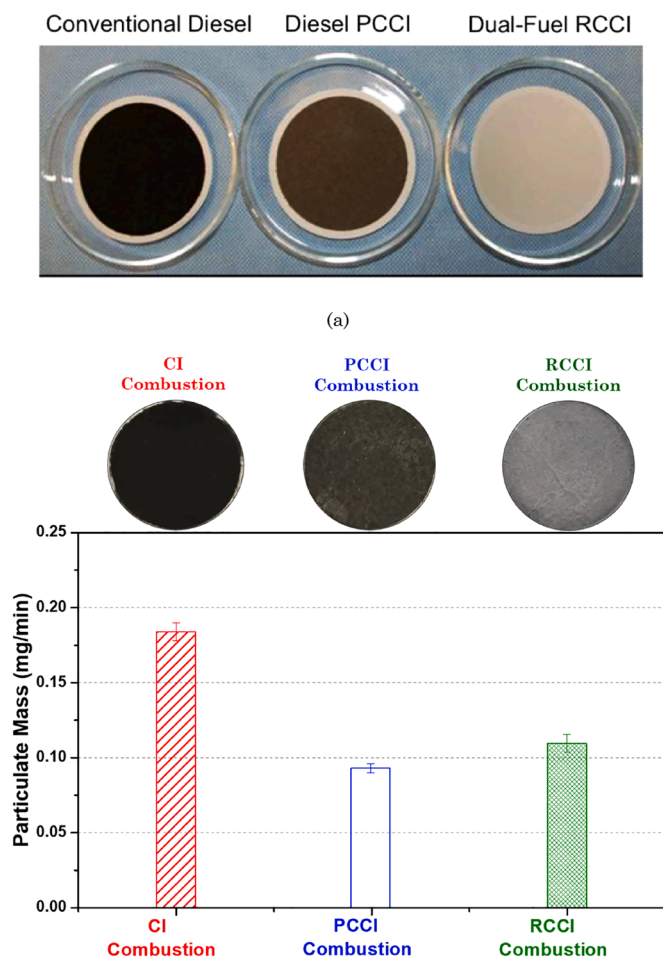 Conventional Diesel Diesel PCCI Dual-Fuel RCCI
(a)
CI PCCI RCCI
Combustion Combustion Combustion
0.25
0.20
0.15
0.10
0.05
0.00
Particulate Mass (mg/min)
CI PCCI RCCI
Combustion Combustion Combustion